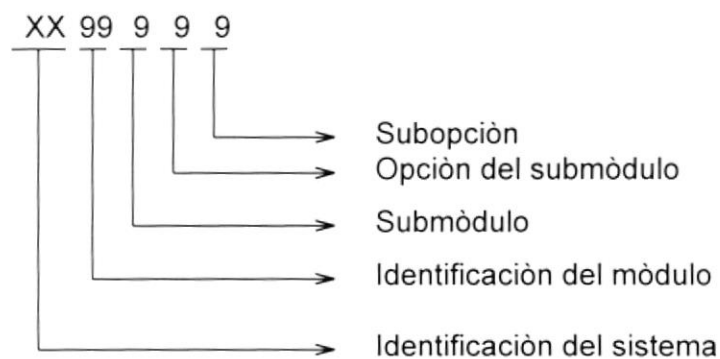 XX 99 9 9 9
Subopciòn
Opciòn del submòdulo
Submòdulo
Identificaciòn del mòdulo
Identificaciòn del sistema